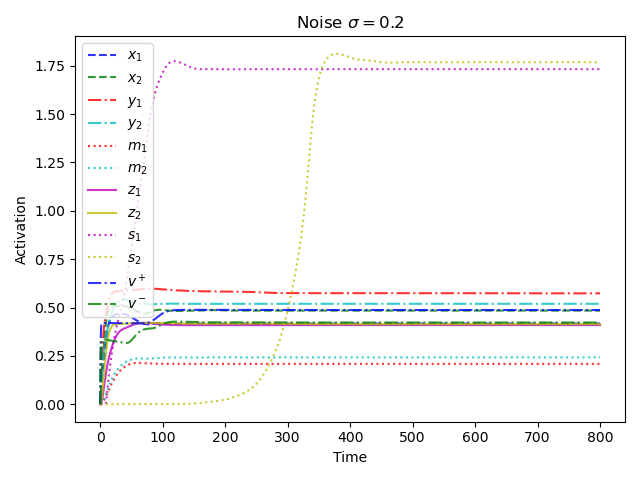 Noise σ = 0.2
Activation
1.75
1.50
1.25
1.00
0.75
0.50
0.25
0.00
x₁
x₂
y₁
y₂
m₁
m₂
z₁
z₂
s₁
s₂
v⁺
v⁻
0 100 200 300 400 500 600 700 800
Time